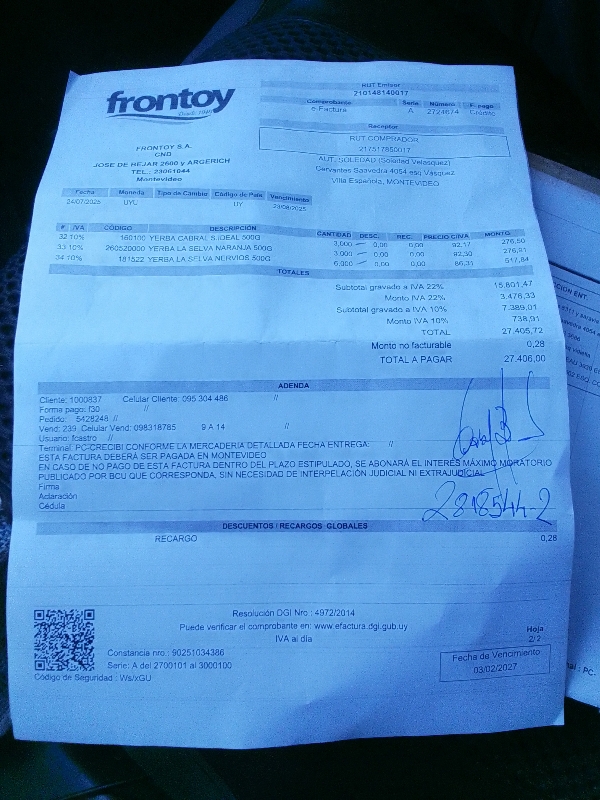 frontoy
Desde 1940
FRONTOY S.A.
CND
JOSE DE BEJAR 2600 y ARGERICH
TEL.: 23061044
Montevideo
RUT Emisor
210148140017
Comprobante Serie Número F. pago
e-Factura A 2724674 Crédito
Receptor
RUT COMPRADOR
217517850017
AUT. SOLEDAD (Soledad Velasquez)
Cervantes Saavedra 4054 esq Vasquez
Villa Española, MONTEVIDEO
Fecha Moneda Tipo de Cámbio Código de País Vencimiento
24/07/2025 UYU UY 23/08/2025
# IVA CÓDIGO DESCRIPCIÓN CANTIDAD DESC. REC. PRECIO C/IVA MONTO
32 10% 160100 YERBA CABRAL S.IDEAL 500G 3,000 0,00 0,00 92,17 276,50
33 10% 260520000 YERBA LA SELVA NARANJA 500G 3,000 0,00 0,00 92,30 276,91
34 10% 181522 YERBA LA SELVA NERVIOS 500G 6,000 0,00 0,00 86,31 517,84
TOTALES
Subtotal gravado a IVA 22% 15.801,47
Monto IVA 22% 3.476,33
Subtotal gravado a IVA 10% 7.389,01
Monto IVA 10% 738,91
TOTAL 27.405,72
Monto no facturable 0,28
TOTAL A PAGAR 27.406,00
ADENDA
Cliente: 1000837 Celular Cliente: 095 304 486 //
Forma pago: f30 //
Pedido: 5428248 //
Vend: 239 Celular Vend: 098318785 9 A 14
Usuario: fcastro //
Terminal: PC-RECIBI CONFORME LA MERCADERIA DETALLADA FECHA ENTREGA: //
ESTA FACTURA DEBERÁ SER PAGADA EN MONTEVIDEO
EN CASO DE NO PAGO DE ESTA FACTURA DENTRO DEL PLAZO ESTIPULADO, SE ABONARÁ EL INTERÉS MÁXIMO MORATORIO
PUBLICADO POR BCU QUE CORRESPONDA, SIN NECESIDAD DE INTERPELACIÓN JUDICIAL NI EXTRAJUDICIAL
Firma
Aclaración
Cédula
2818544-2
DESCUENTOS / RECARGOS GLOBALES
RECARGO 0,28
Resolución DGI Nro : 4972/2014
Puede verificar el comprobante en: www.efactura.dgi.gub.uy
IVA al día
Constancia nro.: 90251034386
Serie: A del 2700101 al 3000100
Código de Seguridad : Ws/xGU
Hoja
2/2
Fecha de Vencimiento
03/02/2027